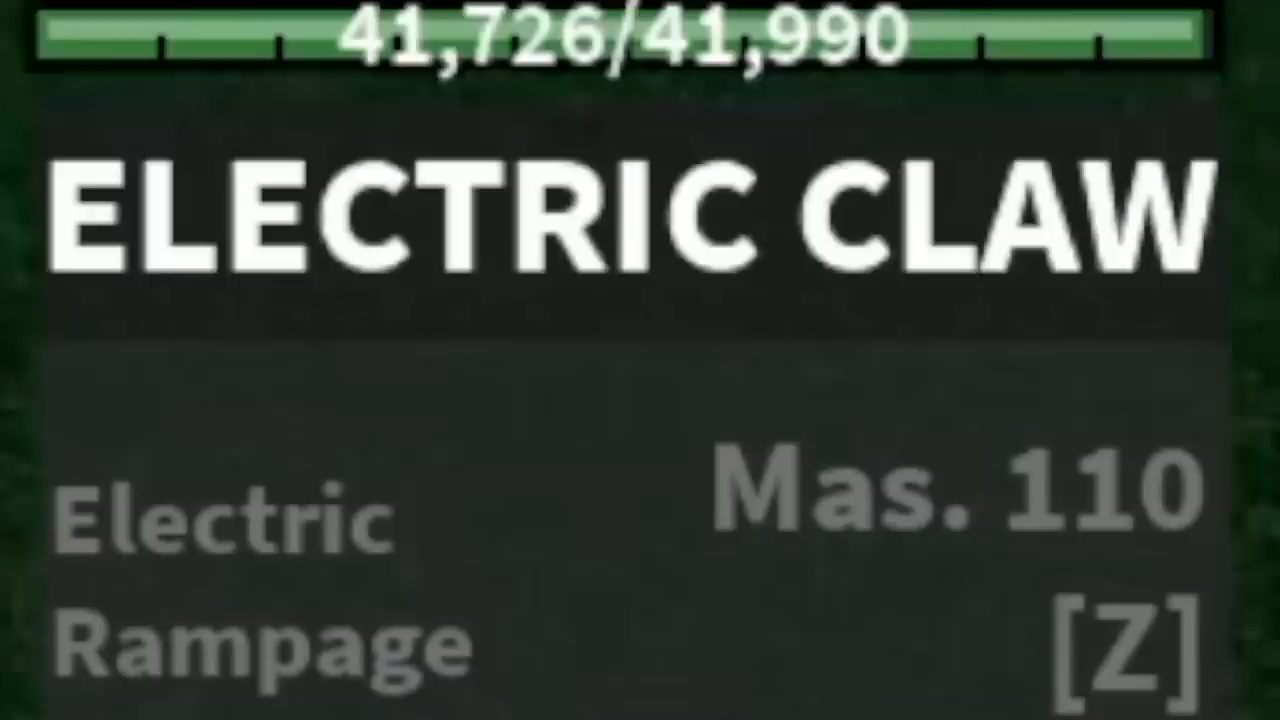 41,726/41,990
ELECTRIC CLAW
Mas. 110
Electric
Rampage
[Z]